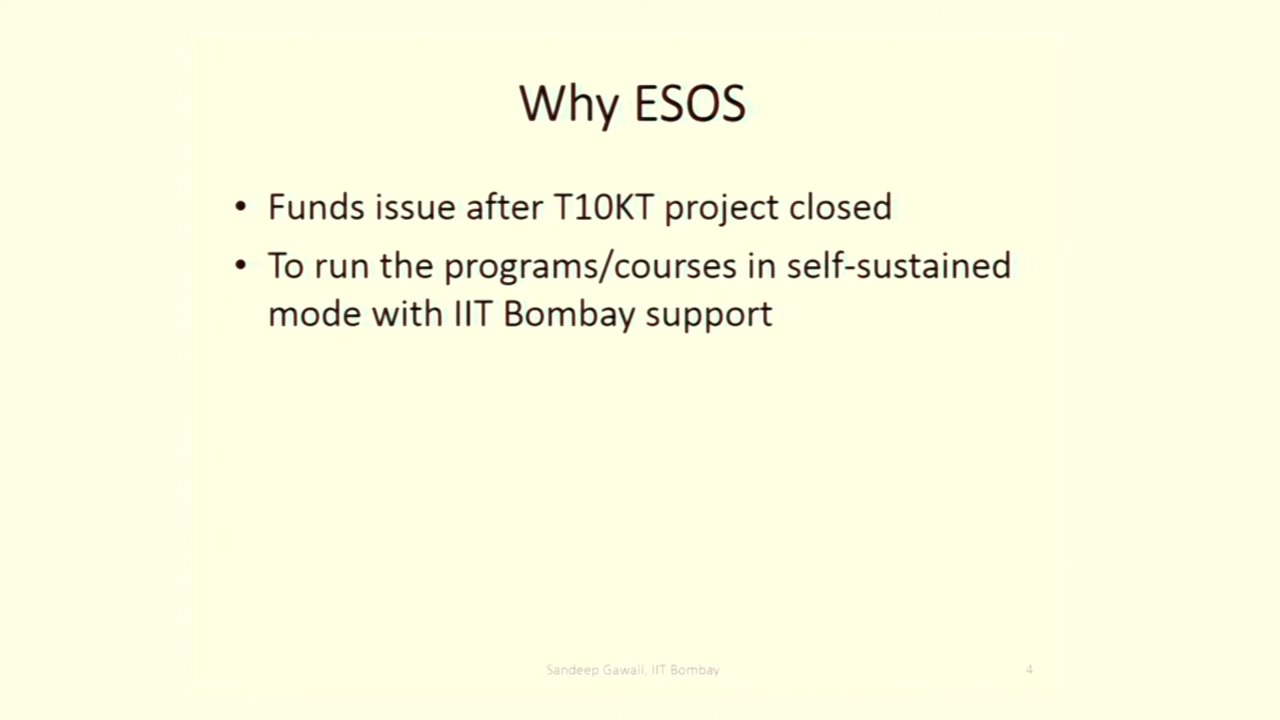 Why ESOS
• Funds issue after T10KT project closed
• To run the programs/courses in self-sustained
mode with IIT Bombay support
Sandeep Gawali, IIT Bombay
4